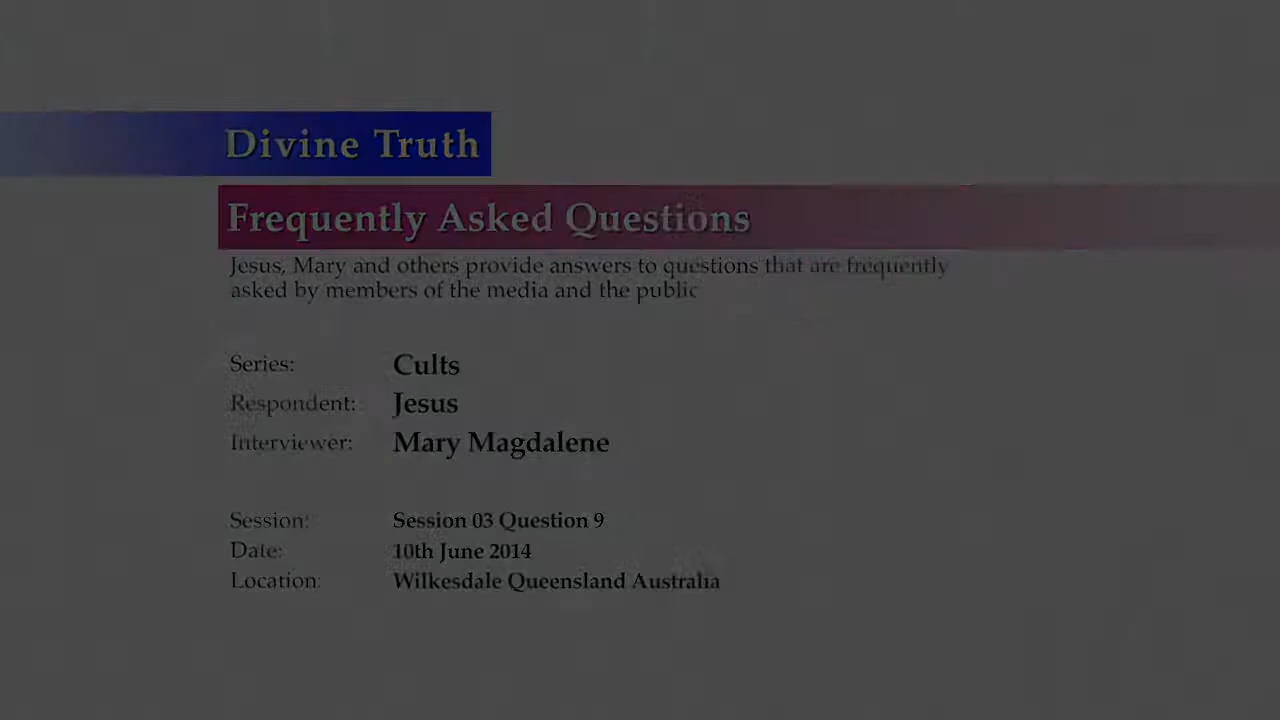 Divine Truth
Frequently Asked Questions
Jesus, Mary and others provide answers to questions that are frequently
asked by members of the media and the public
Series: Cults
Respondent: Jesus
Interviewer: Mary Magdalene
Session: Session 03 Question 9
Date: 10th June 2014
Location: Wilkesdale Queensland Australia